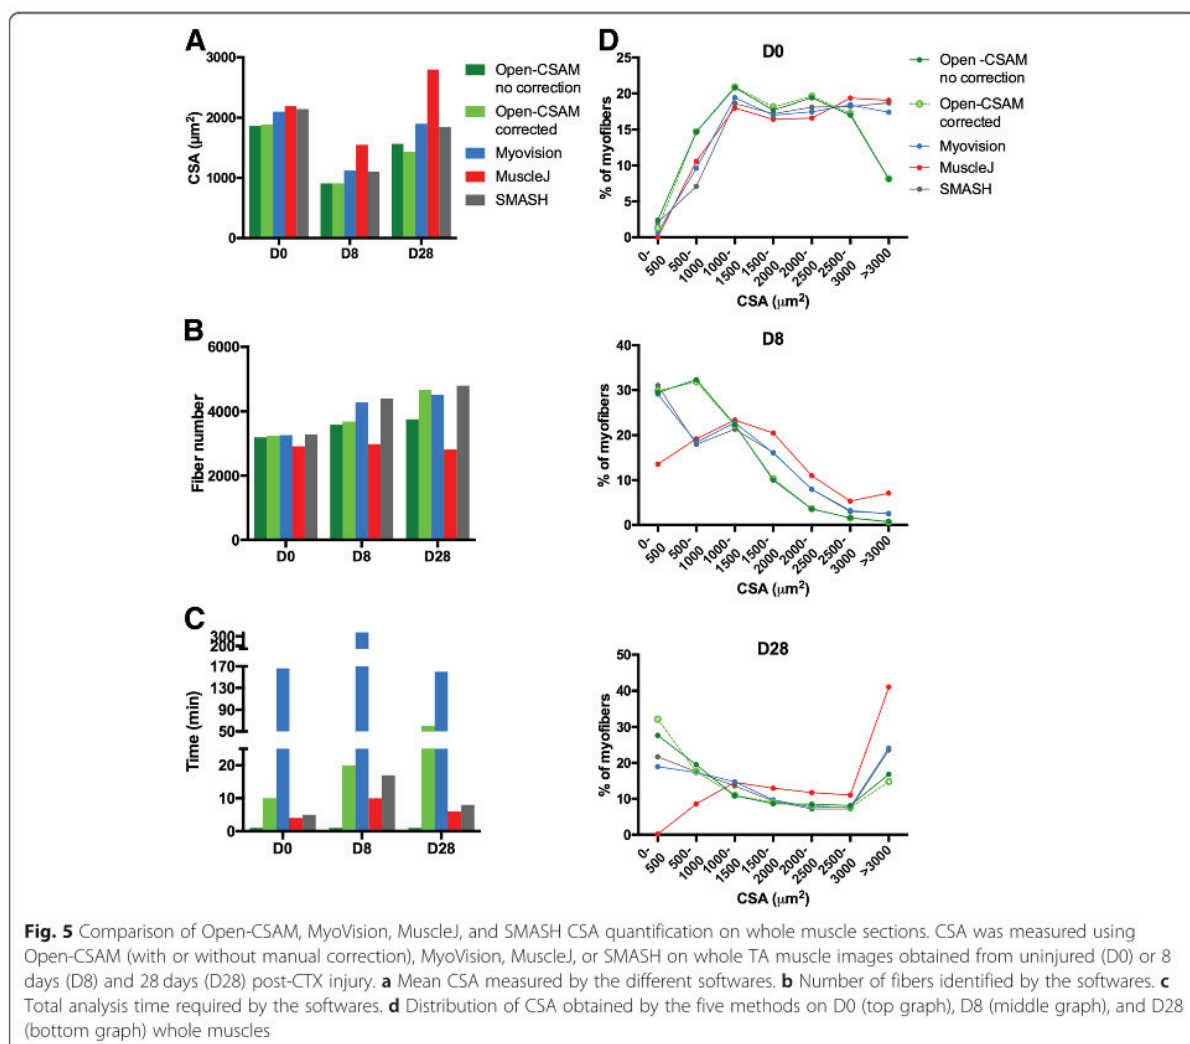 A
CSA (µm²)
3000
2000
1000
0
D0
D8
D28
Open-CSAM
no correction
Open-CSAM
corrected
Myovision
MuscleJ
SMASH
B
Fiber number
6000
4000
2000
0
D0
D8
D28
C
Time (min)
300
200
170
130
90
50
20
10
0
D0
D8
D28
D
D0
% of myofibers
25
20
15
10
5
0
0-
500
500-
1000
1000-
1500
1500-
2000
2000-
2500
2500-
3000
>3000
CSA (µm²)
Open -CSAM
no correction
Open-CSAM
corrected
Myovision
MuscleJ
SMASH
D8
% of myofibers
40
30
20
10
0
0-
500
500-
1000
1000-
1500
1500-
2000
2000-
2500
2500-
3000
>3000
CSA (µm²)
D28
% of myofibers
50
40
30
20
10
0
0-
500
500-
1000
1000-
1500
1500-
2000
2000-
2500
2500-
3000
>3000
CSA (µm²)
Fig. 5 Comparison of Open-CSAM, MyoVision, MuscleJ, and SMASH CSA quantification on whole muscle sections. CSA was measured using
Open-CSAM (with or without manual correction), MyoVision, MuscleJ, or SMASH on whole TA muscle images obtained from uninjured (D0) or 8
days (D8) and 28 days (D28) post-CTX injury. a Mean CSA measured by the different softwares. b Number of fibers identified by the softwares. c
Total analysis time required by the softwares. d Distribution of CSA obtained by the five methods on D0 (top graph), D8 (middle graph), and D28
(bottom graph) whole muscles